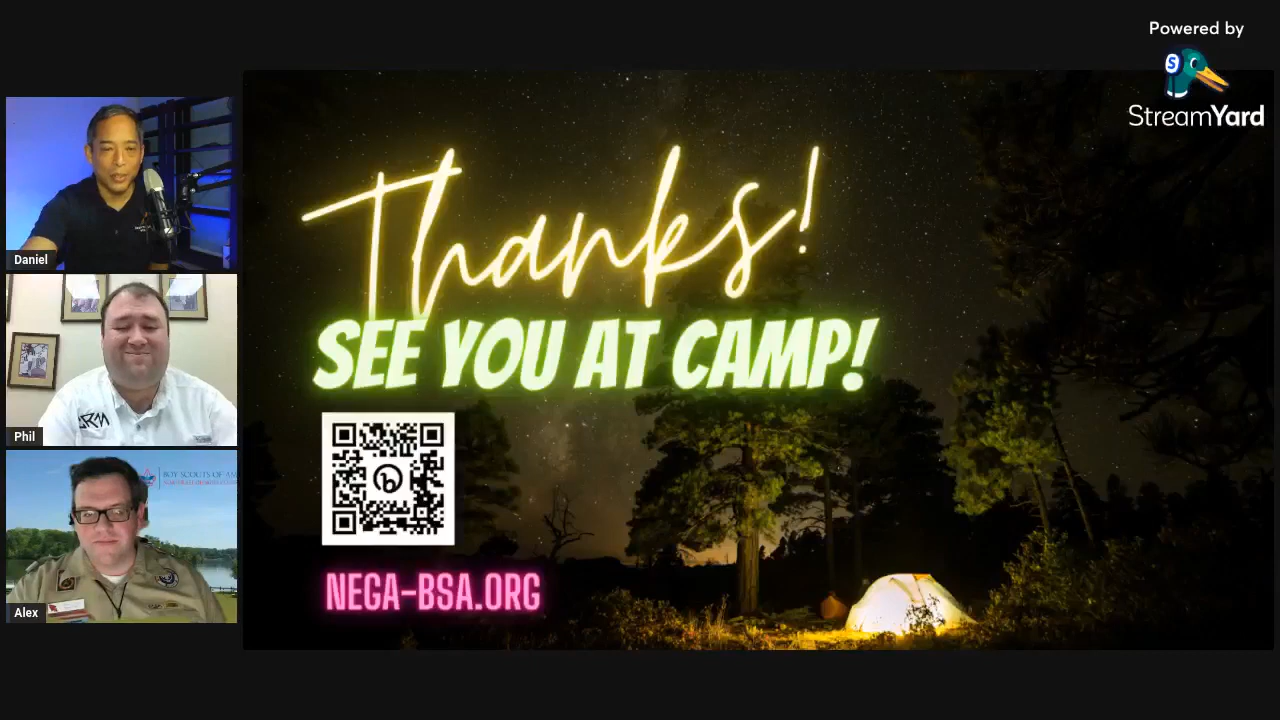 Powered by
StreamYard
Thanks!
SEE YOU AT CAMP!
NEGA-BSA.ORG
Daniel
Phil
Alex